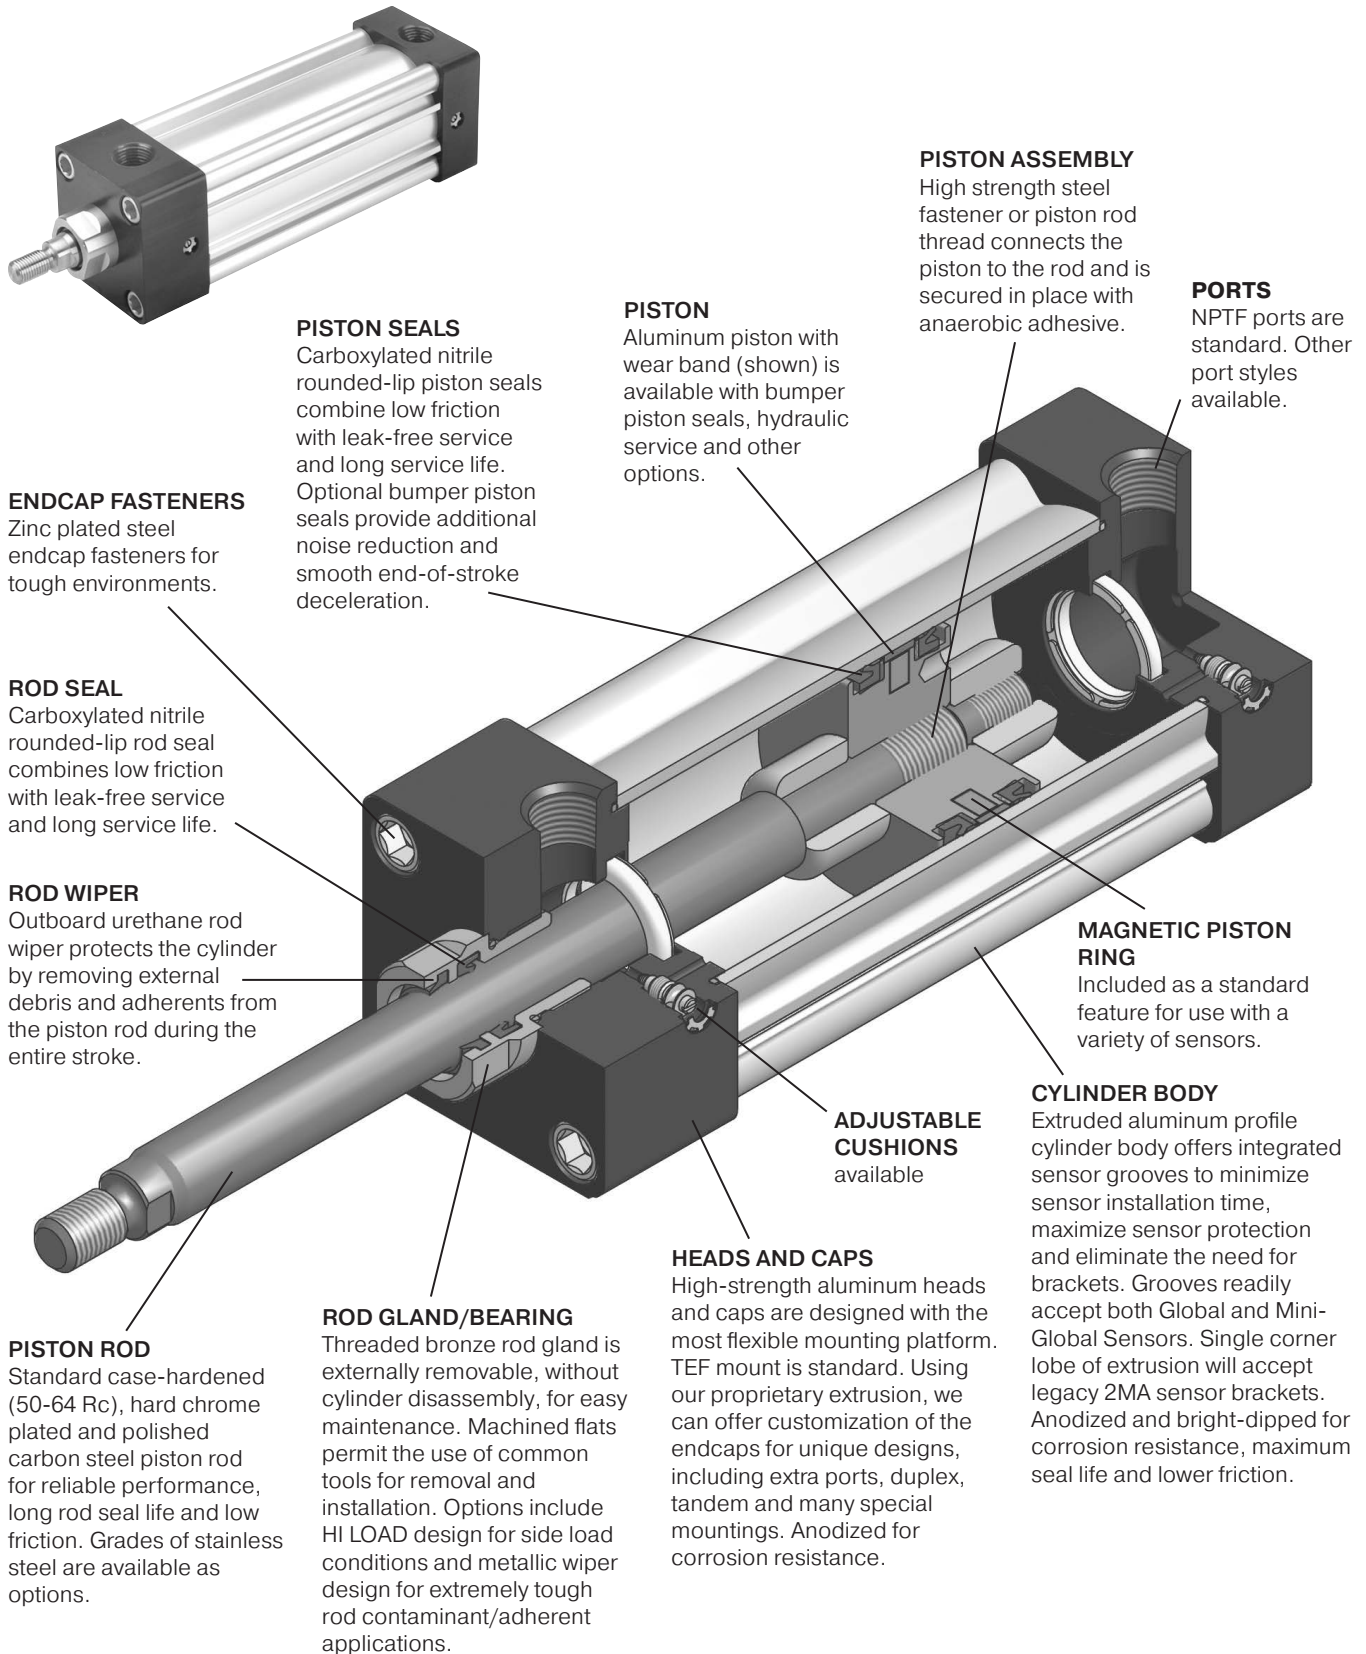 PISTON ASSEMBLY
High strength steel
fastener or piston rod
thread connects the
piston to the rod and is
secured in place with
anaerobic adhesive.
PORTS
NPTF ports are
standard. Other
port styles
available.
PISTON
Aluminum piston with
wear band (shown) is
available with bumper
piston seals, hydraulic
service and other
options.
PISTON SEALS
Carboxylated nitrile
rounded-lip piston seals
combine low friction
with leak-free service
and long service life.
Optional bumper piston
seals provide additional
noise reduction and
smooth end-of-stroke
deceleration.
ENDCAP FASTENERS
Zinc plated steel
endcap fasteners for
tough environments.
ROD SEAL
Carboxylated nitrile
rounded-lip rod seal
combines low friction
with leak-free service
and long service life.
ROD WIPER
Outboard urethane rod
wiper protects the cylinder
by removing external
debris and adherents from
the piston rod during the
entire stroke.
MAGNETIC PISTON
RING
Included as a standard
feature for use with a
variety of sensors.
ADJUSTABLE
CUSHIONS
available
CYLINDER BODY
Extruded aluminum profile
cylinder body offers integrated
sensor grooves to minimize
sensor installation time,
maximize sensor protection
and eliminate the need for
brackets. Grooves readily
accept both Global and Mini-
Global Sensors. Single corner
lobe of extrusion will accept
legacy 2MA sensor brackets.
Anodized and bright-dipped for
corrosion resistance, maximum
seal life and lower friction.
HEADS AND CAPS
High-strength aluminum heads
and caps are designed with the
most flexible mounting platform.
TEF mount is standard. Using
our proprietary extrusion, we
can offer customization of the
endcaps for unique designs,
including extra ports, duplex,
tandem and many special
mountings. Anodized for
corrosion resistance.
ROD GLAND/BEARING
Threaded bronze rod gland is
externally removable, without
cylinder disassembly, for easy
maintenance. Machined flats
permit the use of common
tools for removal and
installation. Options include
HI LOAD design for side load
conditions and metallic wiper
design for extremely tough
rod contaminant/adherent
applications.
PISTON ROD
Standard case-hardened
(50-64 Rc), hard chrome
plated and polished
carbon steel piston rod
for reliable performance,
long rod seal life and low
friction. Grades of stainless
steel are available as
options.